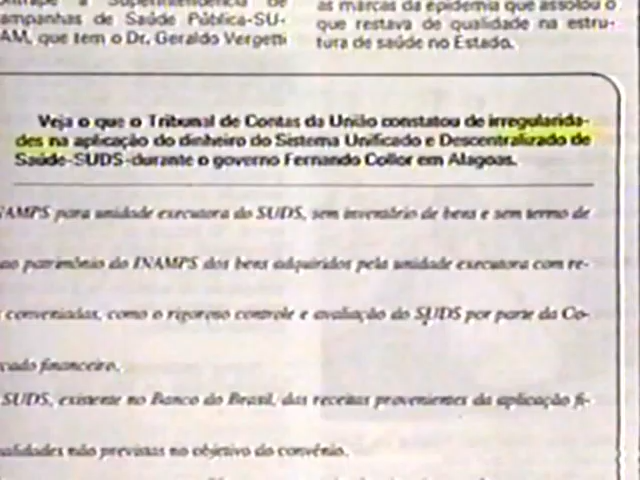 Campanhas de Saúde Pública-SU-
AM, que tem o Dr. Geraldo Vergetti
as marcas da epidemia que assolou o
que restava de qualidade na estru-
tura de saúde no Estado.
Veja o que o Tribunal de Contas da União constatou de irregularida-
des na aplicação do dinheiro do Sistema Unificado e Descentralizado de
Saúde-SUDS-durante o governo Fernando Collor em Alagoas.
AMPS para unidade executora do SUDS, sem inventário de bens e sem termo de
ao patrimônio do INAMPS dos bens adquiridos pela unidade executora com re-
conveniadas, como o rigoroso controle e avaliação do SUDS por parte da Co-
cado financeiro.
SUDS, existente no Banco do Brasil, das receitas provenientes da aplicação fi-
alidades não previstas no objetivo do convênio.